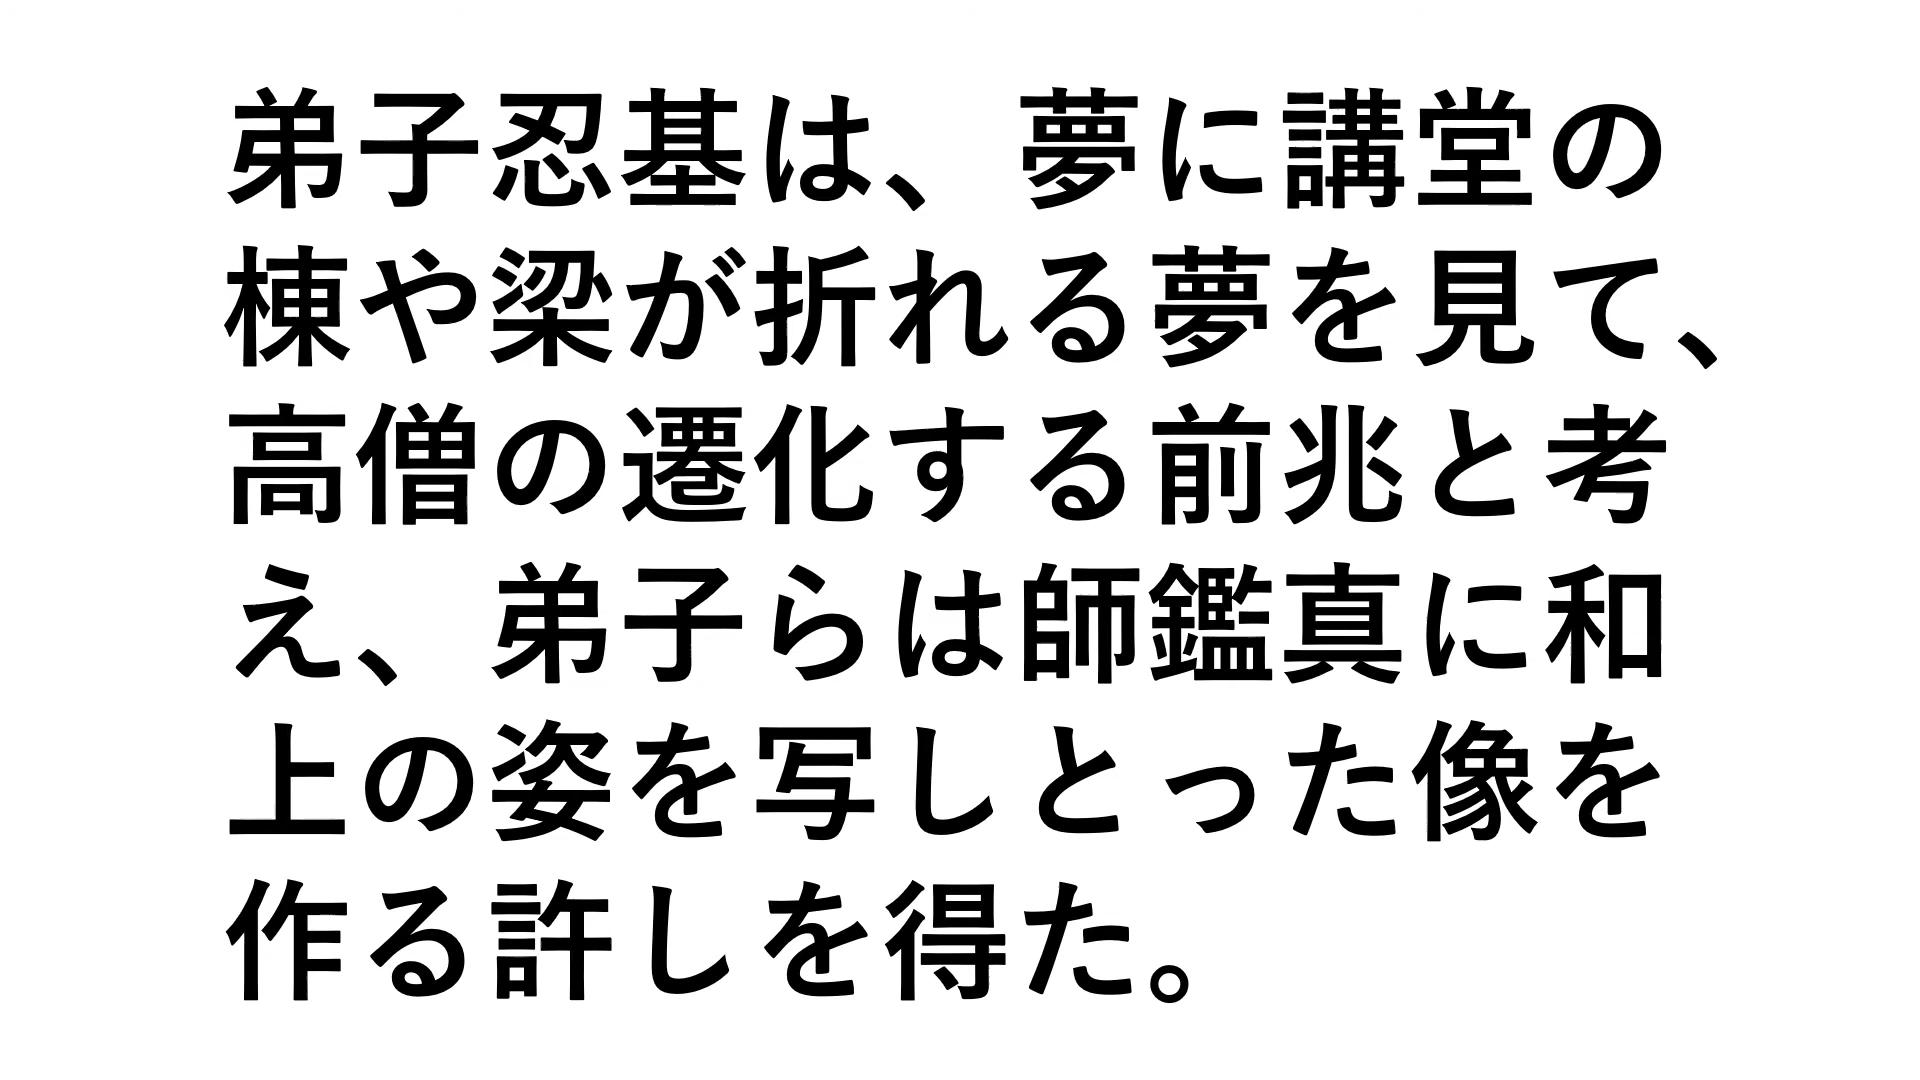 弟子忍基は、夢に講堂の
棟や梁が折れる夢を見て、
高僧の遷化する前兆と考
え、弟子らは師鑑真に和
上の姿を写しとった像を
作る許しを得た。